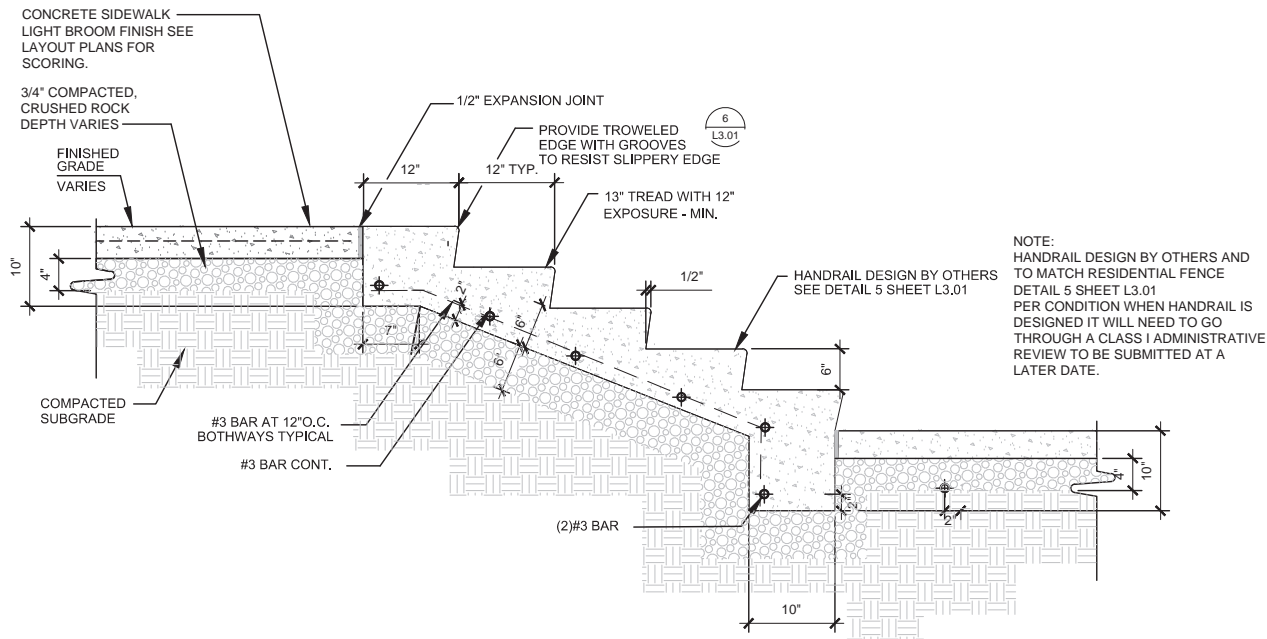 CONCRETE SIDEWALK
LIGHT BROOM FINISH SEE
LAYOUT PLANS FOR
SCORING.
3/4" COMPACTED,
CRUSHED ROCK
DEPTH VARIES
FINISHED
GRADE
VARIES
1/2" EXPANSION JOINT
6
L3.01
PROVIDE TROWELED
EDGE WITH GROOVES
TO RESIST SLIPPERY EDGE
12"
12" TYP.
13" TREAD WITH 12"
EXPOSURE - MIN.
10"
4"
1/2"
HANDRAIL DESIGN BY OTHERS
SEE DETAIL 5 SHEET L3.01
NOTE:
HANDRAIL DESIGN BY OTHERS AND
TO MATCH RESIDENTIAL FENCE
DETAIL 5 SHEET L3.01
PER CONDITION WHEN HANDRAIL IS
DESIGNED IT WILL NEED TO GO
THROUGH A CLASS I ADMINISTRATIVE
REVIEW TO BE SUBMITTED AT A
LATER DATE.
2"
7"
6"
6"
6"
COMPACTED
SUBGRADE
#3 BAR AT 12"O.C.
BOTHWAYS TYPICAL
#3 BAR CONT.
(2)#3 BAR
2"
2"
4"
10"
10"